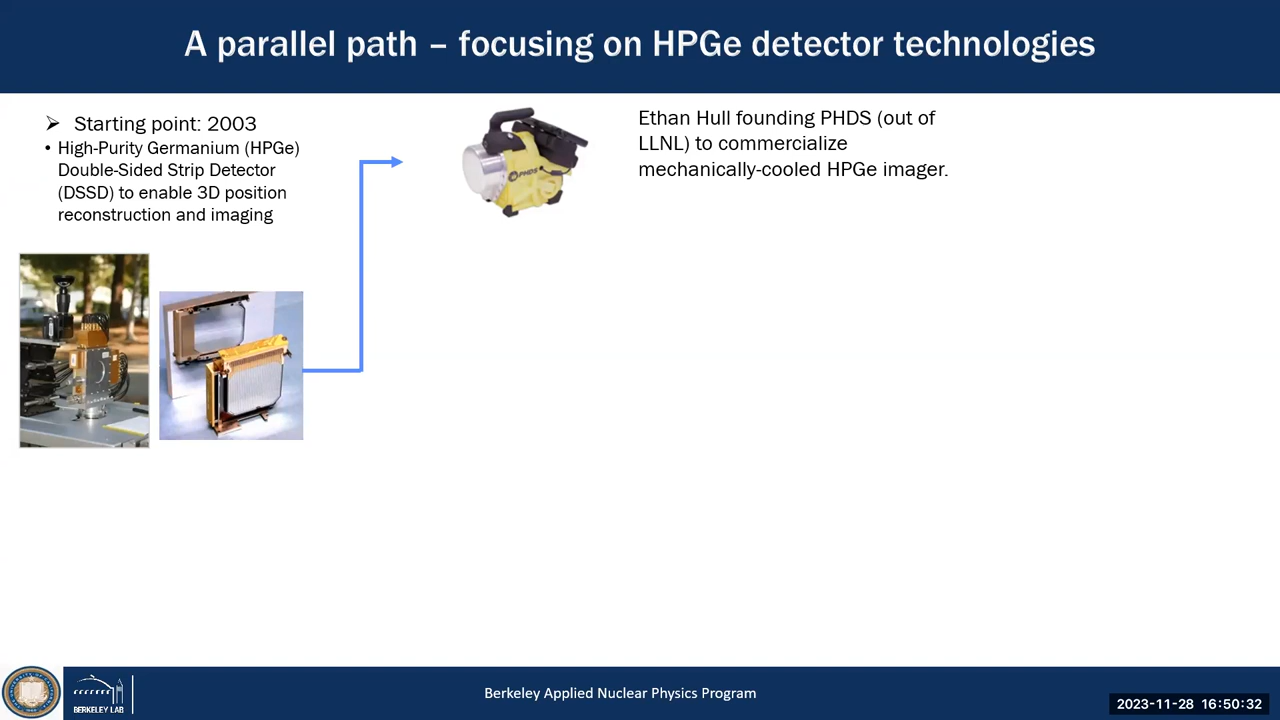 A parallel path – focusing on HPGe detector technologies
➢ Starting point: 2003
• High-Purity Germanium (HPGe)
Double-Sided Strip Detector
(DSSD) to enable 3D position
reconstruction and imaging
PHDS
Ethan Hull founding PHDS (out of
LLNL) to commercialize
mechanically-cooled HPGe imager.
BERKELEY LAB
Berkeley Applied Nuclear Physics Program
2023-11-28 16:50:32